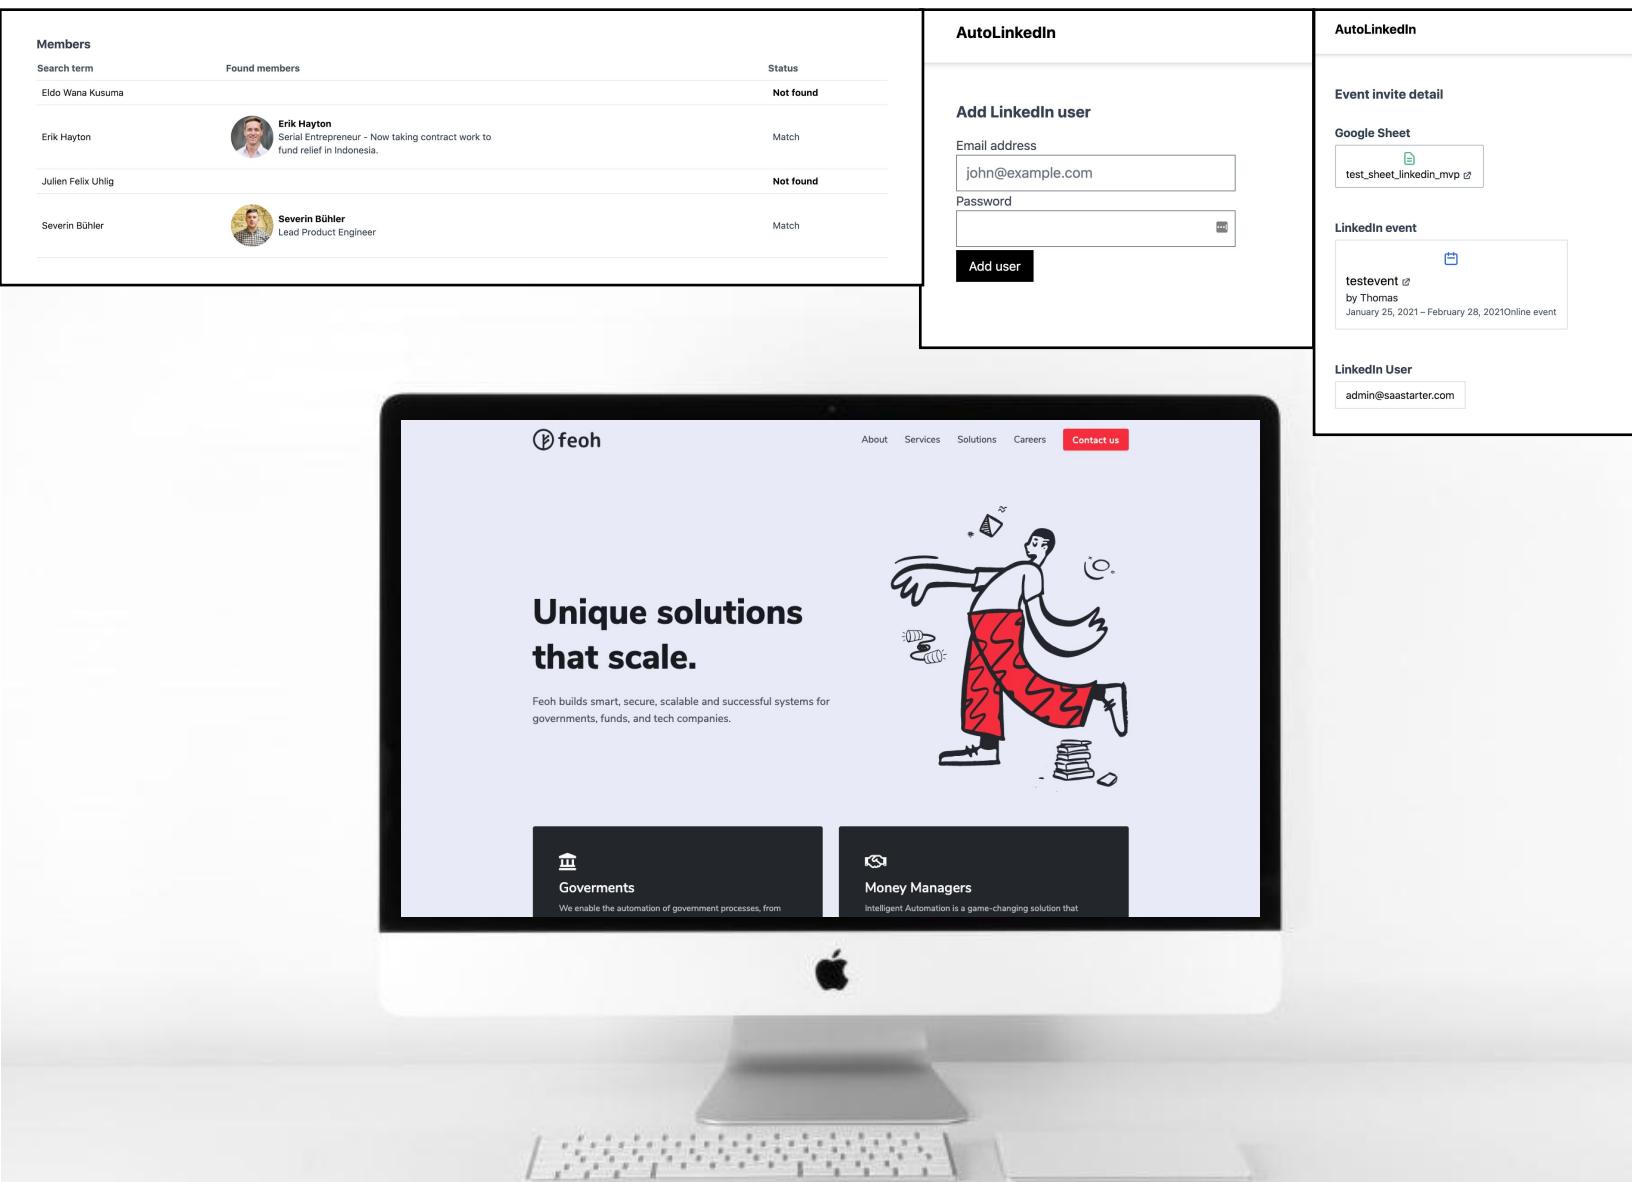 Members
Search term Found members Status
Eldo Wana Kusuma Not found
Erik Hayton Erik Hayton Match
Serial Entrepreneur - Now taking contract work to
fund relief in Indonesia.
Julien Felix Uhlig Not found
Severin Bühler Severin Bühler Match
Lead Product Engineer
AutoLinkedIn
Add LinkedIn user
Email address
john@example.com
Password
Add user
AutoLinkedIn
Event invite detail
Google Sheet
test_sheet_linkedin_mvp
LinkedIn event
testevent
by Thomas
January 25, 2021 – February 28, 2021Online event
LinkedIn User
admin@saastarter.com
feoh
About Services Solutions Careers Contact us
Unique solutions
that scale.
Feoh builds smart, secure, scalable and successful systems for
governments, funds, and tech companies.
Goverments
We enable the automation of government processes, from
Money Managers
Intelligent Automation is a game-changing solution that